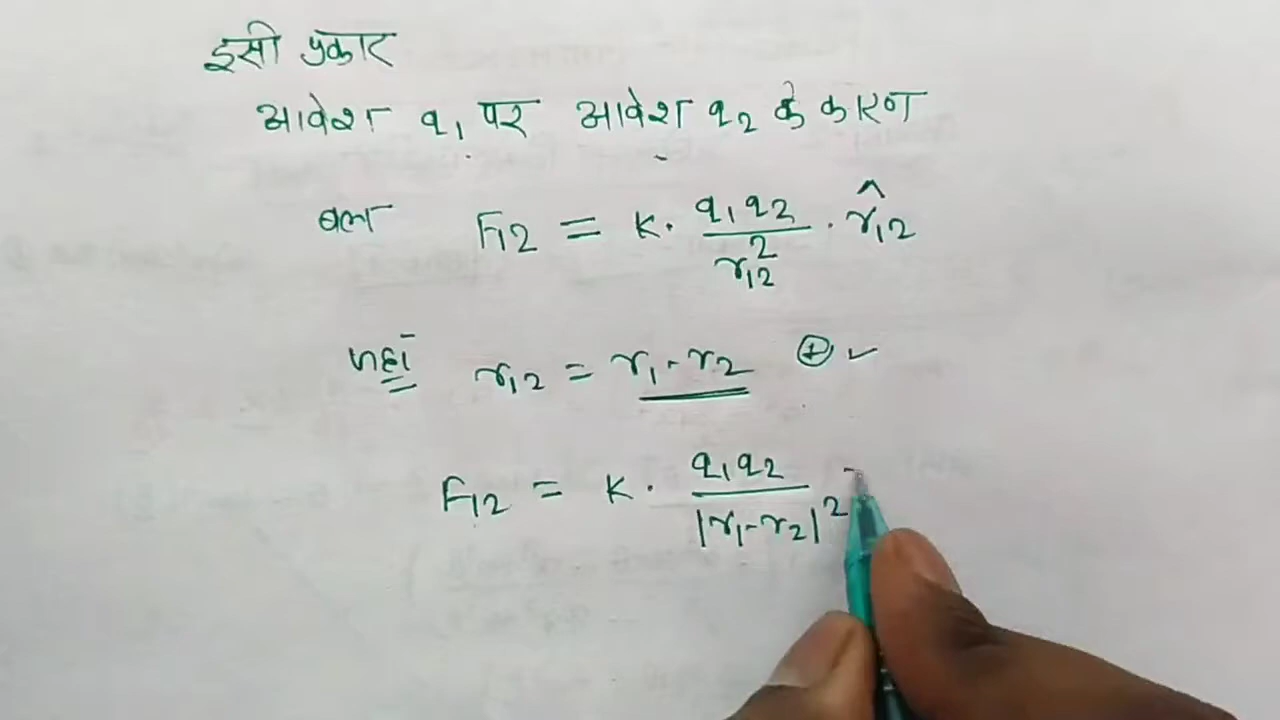 इसी प्रकार
आवेश q₁ पर आवेश q₂ के कारण
बल F₁₂ = K · q₁q₂ / r₁₂² · r̂₁₂
जहां r₁₂ = r₁ - r₂ ⊕ ✓
F₁₂ = K · q₁q₂ / |r₁ - r₂|²